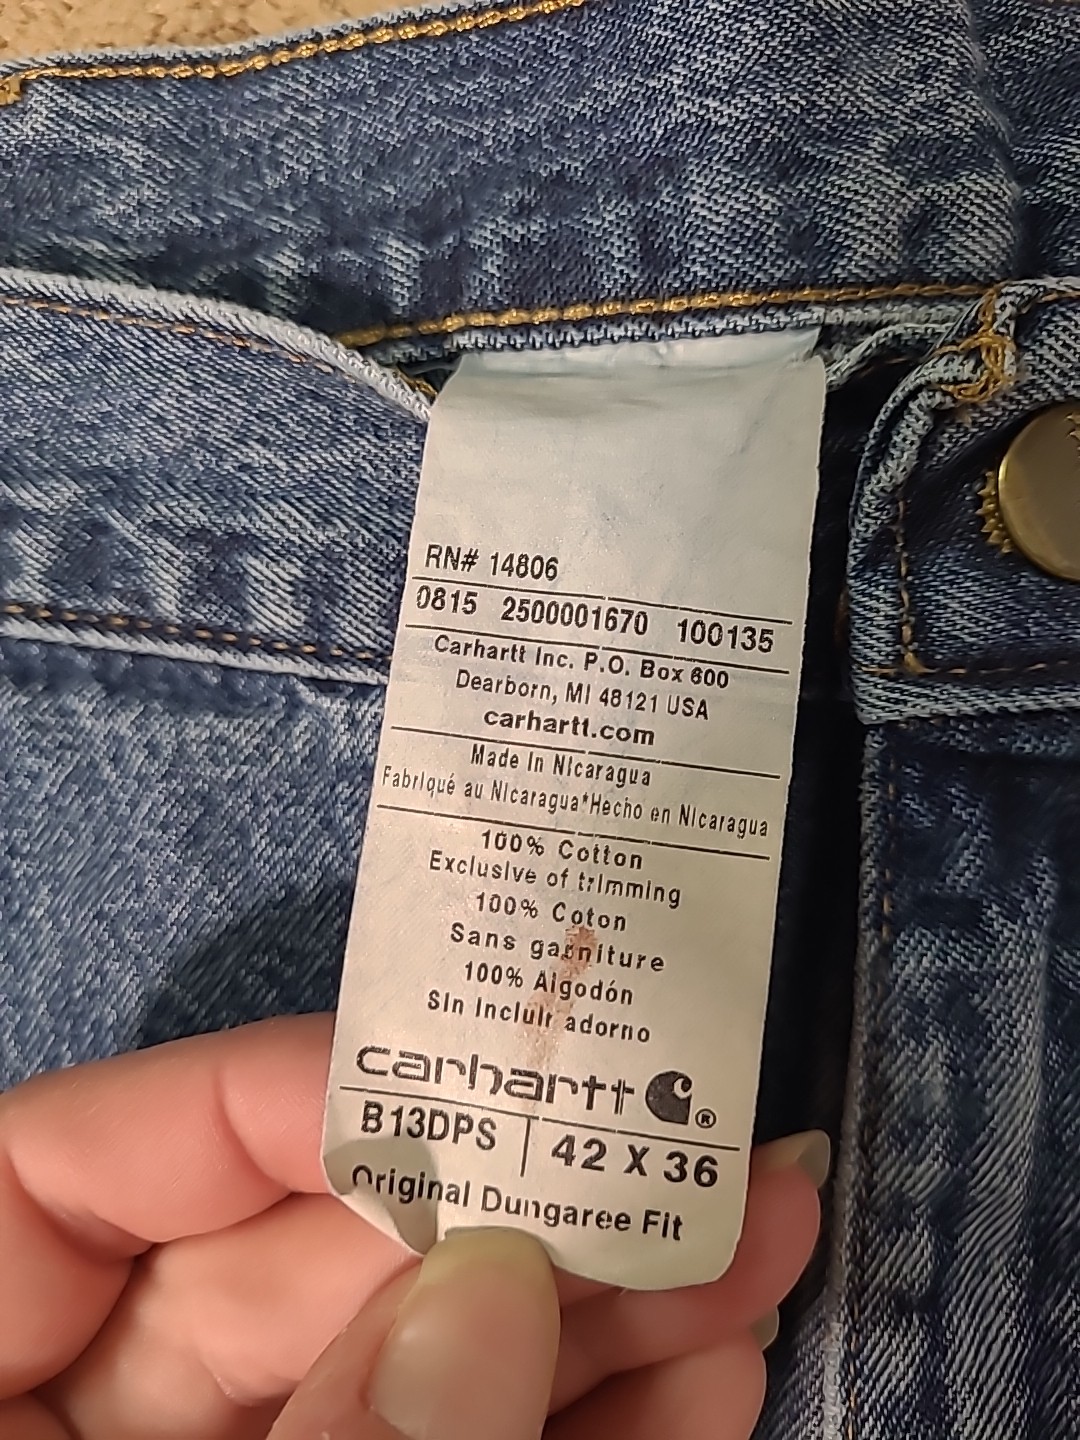 RN# 14806
0815 2500001670 100135
Carhartt Inc. P.O. Box 600
Dearborn, MI 48121 USA
carhartt.com
Made In Nicaragua
Fabriqué au Nicaragua*Hecho en Nicaragua
100% Cotton
Exclusive of trimming
100% Coton
Sans garniture
100% Algodón
Sin Incluir adorno
carhartt ®
B13DPS | 42 X 36
Original Dungaree Fit